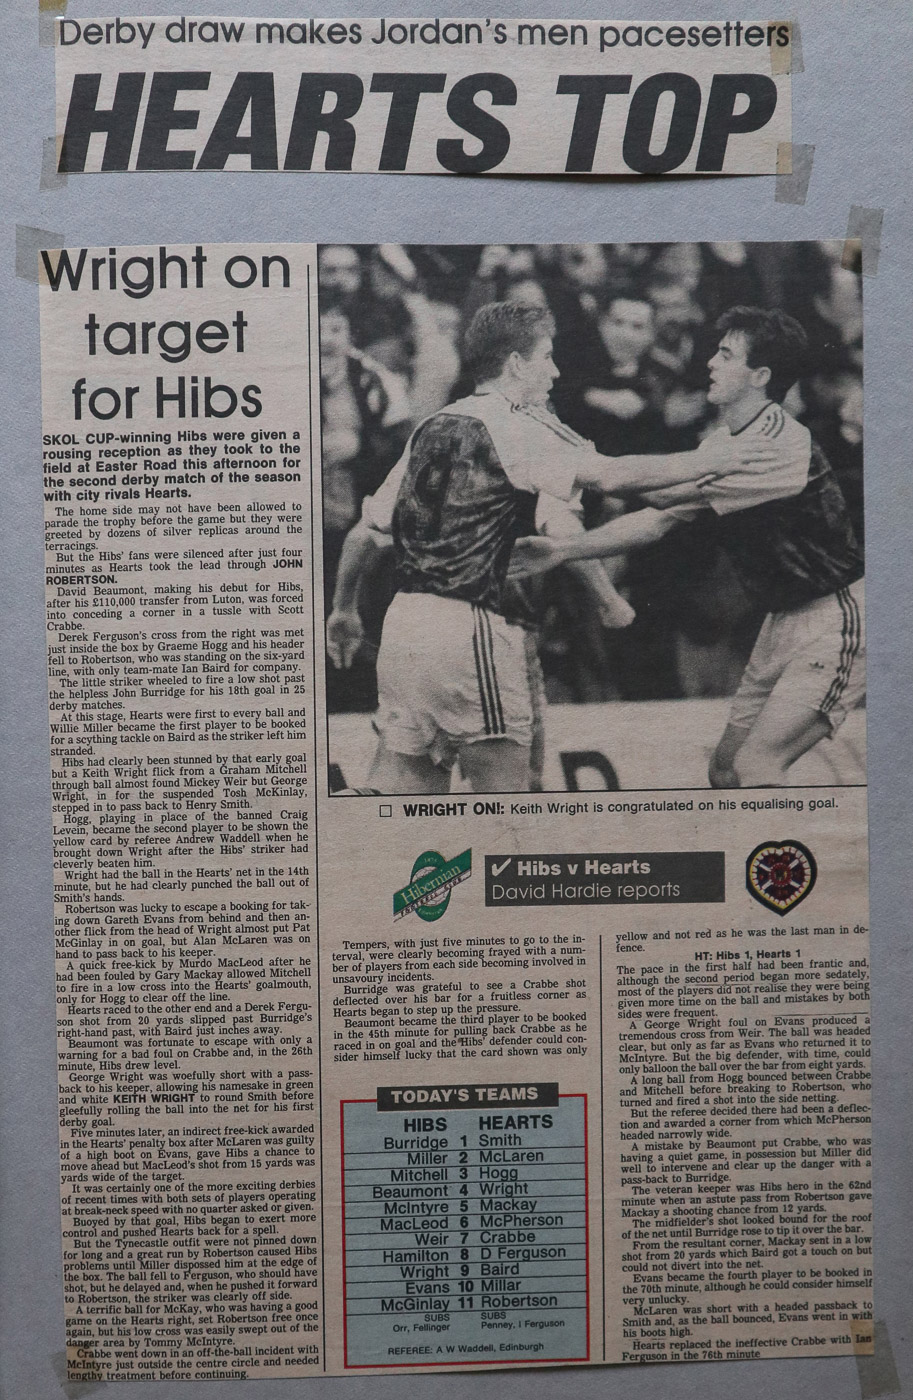 Derby draw makes Jordan's men pacesetters
HEARTS TOP
Wright on
target
for Hibs
SKOL CUP-winning Hibs were given a
rousing reception as they took to the
field at Easter Road this afternoon for
the second derby match of the season
with city rivals Hearts.
The home side may not have been allowed to
parade the trophy before the game but they were
greeted by dozens of silver replicas around the
terracings.
But the Hibs' fans were silenced after just four
minutes as Hearts took the lead through JOHN
ROBERTSON.
David Beaumont, making his debut for Hibs,
after his £110,000 transfer from Luton, was forced
into conceding a corner in a tussle with Scott
Crabbe.
Derek Ferguson's cross from the right was met
just inside the box by Graeme Hogg and his header
fell to Robertson, who was standing on the six-yard
line, with only team-mate Ian Baird for company.
The little striker wheeled to fire a low shot past
the helpless John Burridge for his 18th goal in 25
derby matches.
At this stage, Hearts were first to every ball and
Willie Miller became the first player to be booked
for a scything tackle on Baird as the striker left him
stranded.
Hibs had clearly been stunned by that early goal
but a Keith Wright flick from a Graham Mitchell
through ball almost found Mickey Weir but George
Wright, in for the suspended Tosh McKinlay,
stepped in to pass back to Henry Smith.
Hogg, playing in place of the banned Craig
Levein, became the second player to be shown the
yellow card by referee Andrew Waddell when he
brought down Wright after the Hibs' striker had
cleverly beaten him.
Wright had the ball in the Hearts' net in the 14th
minute, but he had clearly punched the ball out of
Smith's hands.
Robertson was lucky to escape a booking for tak-
ing down Gareth Evans from behind and then an-
other flick from the head of Wright almost put Pat
McGinlay in on goal, but Alan McLaren was on
hand to pass back to his keeper.
A quick free-kick by Murdo MacLeod after he
had been fouled by Gary Mackay allowed Mitchell
to fire in a low cross into the Hearts' goalmouth,
only for Hogg to clear off the line.
Hearts raced to the other end and a Derek Fergu-
son shot from 20 yards slipped past Burridge's
right-hand past, with Baird just inches away.
Beaumont was fortunate to escape with only a
warning for a bad foul on Crabbe and, in the 26th
minute, Hibs drew level.
George Wright was woefully short with a pass-
back to his keeper, allowing his namesake in green
and white KEITH WRIGHT to round Smith before
gleefully rolling the ball into the net for his first
derby goal.
Five minutes later, an indirect free-kick awarded
in the Hearts' penalty box after McLaren was guilty
of a high boot on Evans, gave Hibs a chance to
move ahead but MacLeod's shot from 15 yards was
yards wide of the target.
It was certainly one of the more exciting derbies
of recent times with both sets of players operating
at break-neck speed with no quarter asked or given.
Buoyed by that goal, Hibs began to exert more
control and pushed Hearts back for a spell.
But the Tynecastle outfit were not pinned down
for long and a great run by Robertson caused Hibs
problems until Miller dispossed him at the edge of
the box. The ball fell to Ferguson, who should have
shot, but he delayed and, when he pushed it forward
to Robertson, the striker was clearly off side.
A terrific ball for McKay, who was having a good
game on the Hearts right, set Robertson free once
again, but his low cross was easily swept out of the
danger area by Tommy McIntyre.
Crabbe went down in an off-the-ball incident with
McIntyre just outside the centre circle and needed
lengthy treatment before continuing.
☐ WRIGHT ON!: Keith Wright is congratulated on his equalising goal.
Hibernian
FOOTBALL CLUB
✓ Hibs v Hearts
David Hardie reports
Tempers, with just five minutes to go to the in-
terval, were clearly becoming frayed with a num-
ber of players from each side becoming involved in
unsavoury incidents.
Burridge was grateful to see a Crabbe shot
deflected over his bar for a fruitless corner as
Hearts began to step up the pressure.
Beaumont became the third player to be booked
in the 45th minute for pulling back Crabbe as he
raced in on goal and the Hibs' defender could con-
sider himself lucky that the card shown was only
TODAY'S TEAMS
HIBS HEARTS
Burridge 1 Smith
Miller 2 McLaren
Mitchell 3 Hogg
Beaumont 4 Wright
McIntyre 5 Mackay
MacLeod 6 McPherson
Weir 7 Crabbe
Hamilton 8 D Ferguson
Wright 9 Baird
Evans 10 Millar
McGinlay 11 Robertson
SUBS SUBS
Orr, Fellinger Penney, I Ferguson
REFEREE: A W Waddell, Edinburgh
yellow and not red as he was the last man in de-
fence.
HT: Hibs 1, Hearts 1
The pace in the first half had been frantic and,
although the second period began more sedately,
most of the players did not realise they were being
given more time on the ball and mistakes by both
sides were frequent.
A George Wright foul on Evans produced a
tremendous cross from Weir. The ball was headed
clear, but only as far as Evans who returned it to
McIntyre. But the big defender, with time, could
only balloon the ball over the bar from eight yards.
A long ball from Hogg bounced between Crabbe
and Mitchell before breaking to Robertson, who
turned and fired a shot into the side netting.
But the referee decided there had been a deflec-
tion and awarded a corner from which McPherson
headed narrowly wide.
A mistake by Beaumont put Crabbe, who was
having a quiet game, in possession but Miller did
well to intervene and clear up the danger with a
pass-back to Burridge.
The veteran keeper was Hibs hero in the 62nd
minute when an astute pass from Robertson gave
Mackay a shooting chance from 12 yards.
The midfielder's shot looked bound for the roof
of the net until Burridge rose to tip it over the bar.
From the resultant corner, Mackay sent in a low
shot from 20 yards which Baird got a touch on but
could not divert into the net.
Evans became the fourth player to be booked in
the 70th minute, although he could consider himself
very unlucky.
McLaren was short with a headed passback to
Smith and, as the ball bounced, Evans went in with
his boots high.
Hearts replaced the ineffective Crabbe with Ian
Ferguson in the 76th minute